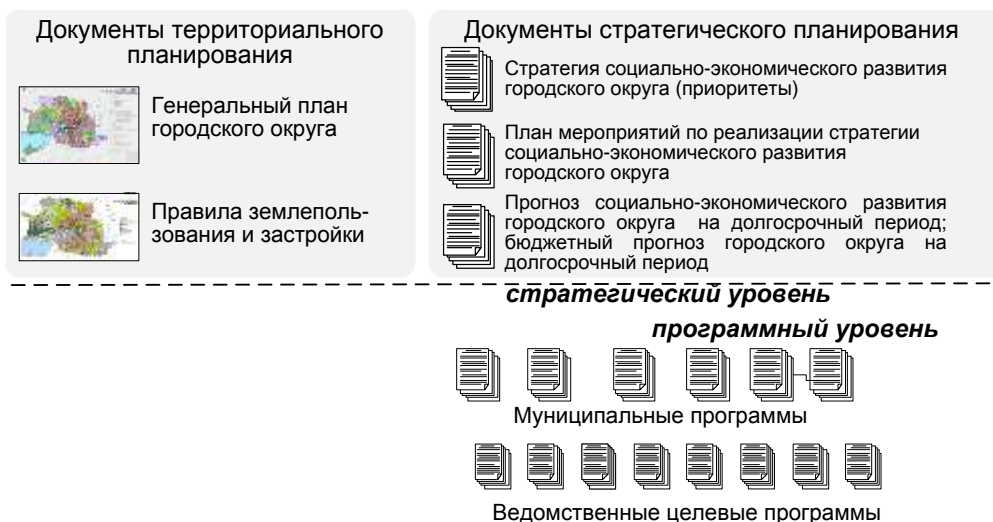 Документы территориального
планирования
Генеральный план
городского округа
Правила землеполь-
зования и застройки
Документы стратегического планирования
Стратегия социально-экономического развития
городского округа (приоритеты)
План мероприятий по реализации стратегии
социально-экономического развития
городского округа
Прогноз социально-экономического развития
городского округа на долгосрочный период;
бюджетный прогноз городского округа на
долгосрочный период
стратегический уровень
программный уровень
Муниципальные программы
Ведомственные целевые программы